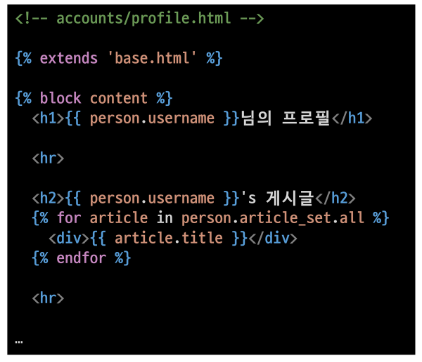 <!-- accounts/profile.html -->
{% extends 'base.html' %}
{% block content %}
<h1>{{ person.username }}님의 프로필</h1>
<hr>
<h2>{{ person.username }}'s 게시글</h2>
{% for article in person.article_set.all %}
<div>{{ article.title }}</div>
{% endfor %}
<hr>
…